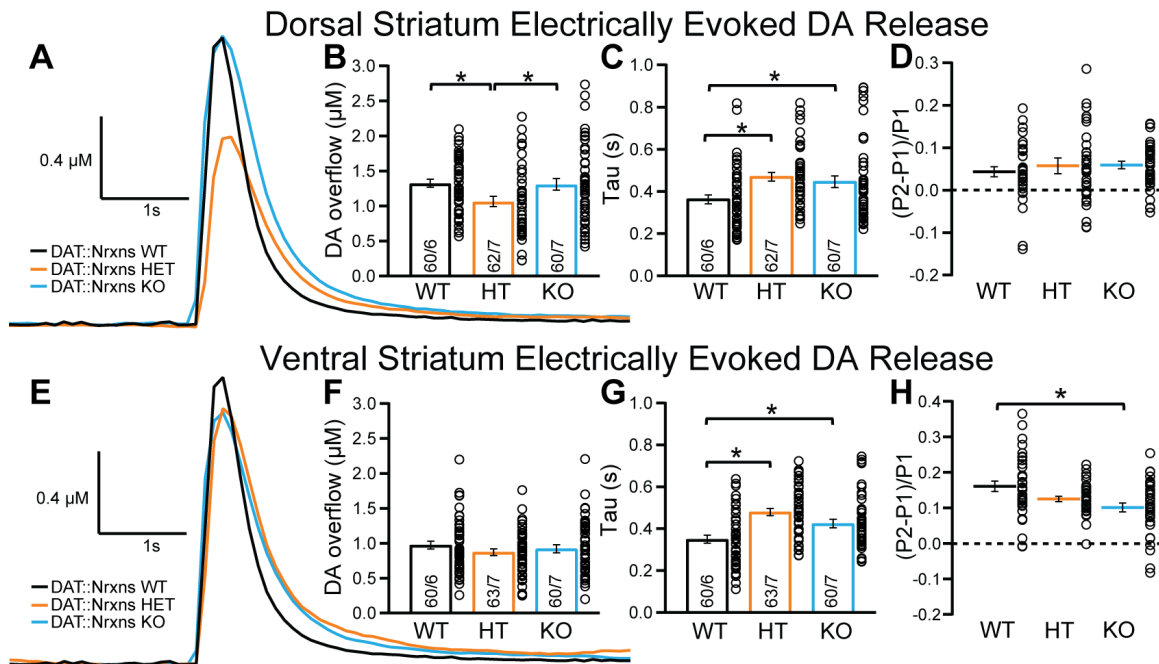 Dorsal Striatum Electrically Evoked DA Release
A
0.4 µM
1s
DAT::Nrxns WT
DAT::Nrxns HET
DAT::Nrxns KO
B
DA overflow (µM)
3.0
2.5
2.0
1.5
1.0
0.5
0.0
* *
60/6 62/7 60/7
WT HT KO
C
Tau (s)
1.0
0.8
0.6
0.4
0.2
0.0
*
*
60/6 62/7 60/7
WT HT KO
D
(P2-P1)/P1
0.3
0.2
0.1
0.0
-0.1
-0.2
WT HT KO
Ventral Striatum Electrically Evoked DA Release
E
0.4 µM
1s
DAT::Nrxns WT
DAT::Nrxns HET
DAT::Nrxns KO
F
DA overflow (µM)
3.0
2.5
2.0
1.5
1.0
0.5
0.0
60/6 63/7 60/7
WT HT KO
G
Tau (s)
1.0
0.8
0.6
0.4
0.2
0.0
*
*
60/6 63/7 60/7
WT HT KO
H
(P2-P1)/P1
0.4
0.3
0.2
0.1
0.0
-0.1
-0.2
*
WT HT KO